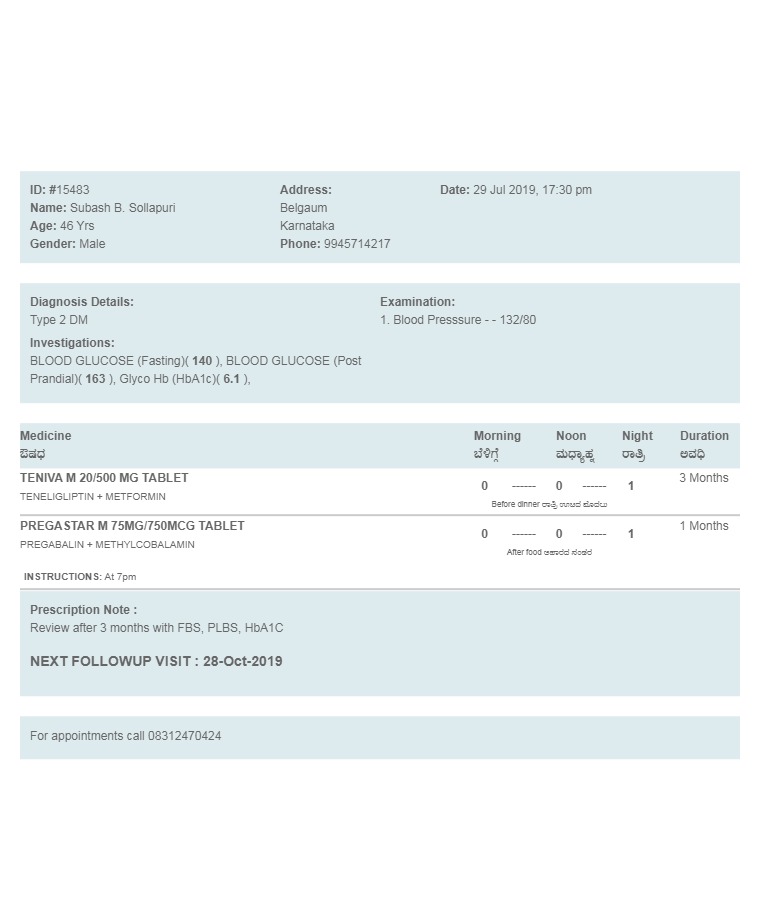 ID: #15483
Name: Subash B. Sollapuri
Age: 46 Yrs
Gender: Male
Address:
Belgaum
Karnataka
Phone: 9945714217
Date: 29 Jul 2019, 17:30 pm
Diagnosis Details:
Type 2 DM
Investigations:
BLOOD GLUCOSE (Fasting)( 140 ), BLOOD GLUCOSE (Post
Prandial)( 163 ), Glyco Hb (HbA1c)( 6.1 ),
Examination:
1. Blood Presssure - - 132/80
Medicine Morning Noon Night Duration
ಔಷಧ ಬೆಳಿಗ್ಗೆ ಮಧ್ಯಾಹ್ನ ರಾತ್ರಿ ಅವಧಿ
TENIVA M 20/500 MG TABLET 0 ------ 0 ------ 1 3 Months
TENELIGLIPTIN + METFORMIN
Before dinner ರಾತ್ರಿ ಊಟದ ಮೊದಲು
PREGASTAR M 75MG/750MCG TABLET 0 ------ 0 ------ 1 1 Months
PREGABALIN + METHYLCOBALAMIN
After food ಆಹಾರದ ನಂತರ
INSTRUCTIONS: At 7pm
Prescription Note :
Review after 3 months with FBS, PLBS, HbA1C
NEXT FOLLOWUP VISIT : 28-Oct-2019
For appointments call 08312470424